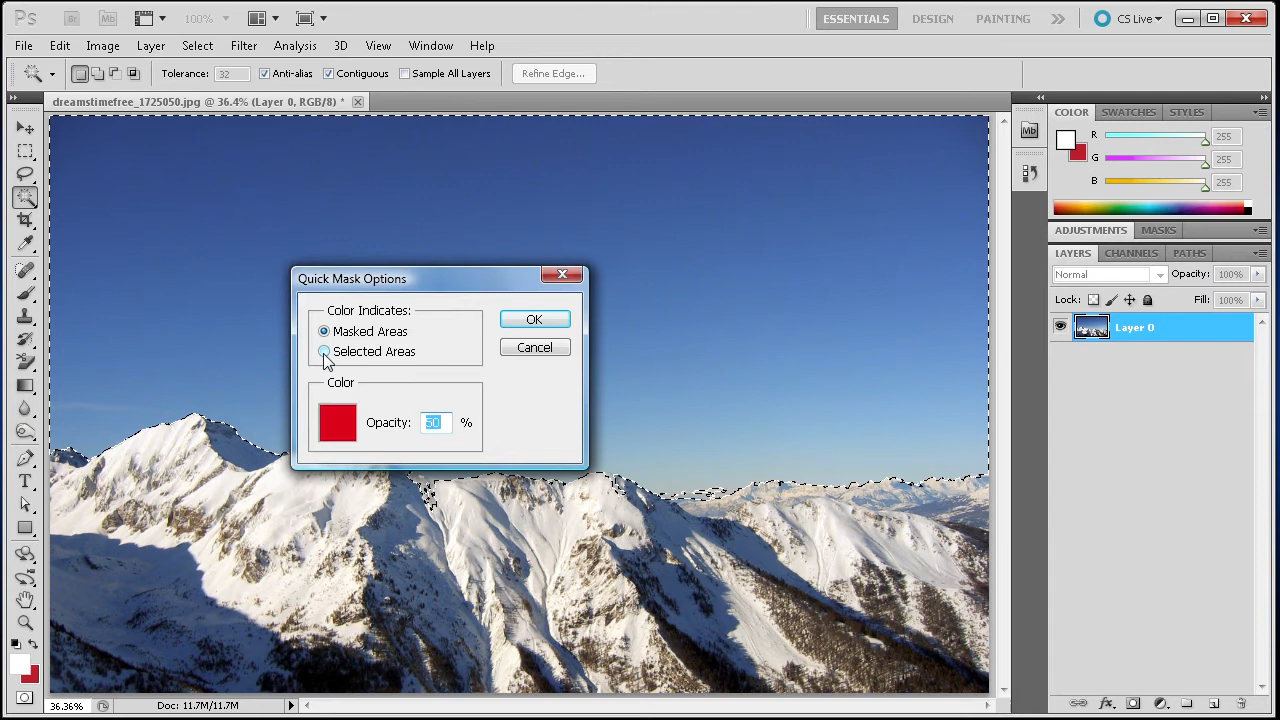 Ps Br Mb 100% ESSENTIALS DESIGN PAINTING CS Live
File Edit Image Layer Select Filter Analysis 3D View Window Help
Tolerance: 32 Anti-alias Contiguous Sample All Layers Refine Edge...
dreamstimefree_1725050.jpg @ 36.4% (Layer 0, RGB/8) *
COLOR SWATCHES STYLES
Mb
R 255
G 255
B 255
ADJUSTMENTS MASKS
LAYERS CHANNELS PATHS
Normal Opacity: 100%
Lock: Fill: 100%
Layer 0
Quick Mask Options
Color Indicates:
Masked Areas
Selected Areas
OK
Cancel
Color
Opacity: 50 %
T
36.36% Doc: 11.7M/11.7M